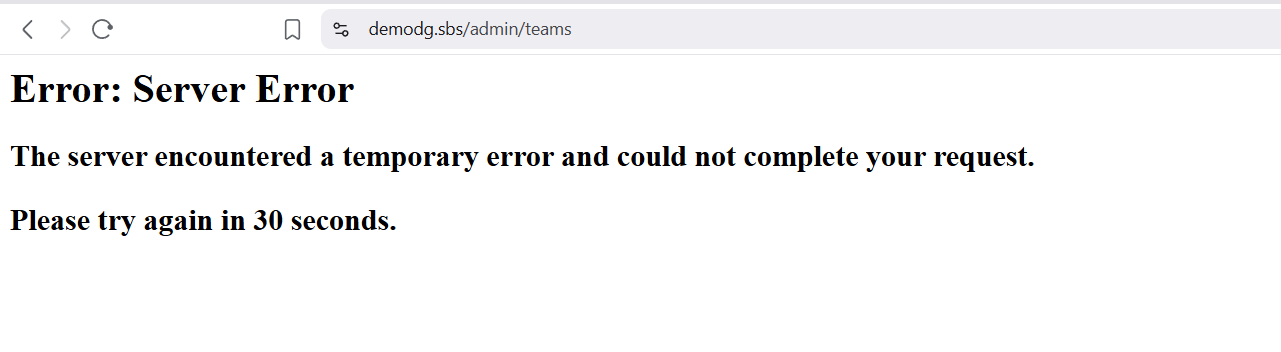 demodg.sbs/admin/teams
Error: Server Error
The server encountered a temporary error and could not complete your request.
Please try again in 30 seconds.